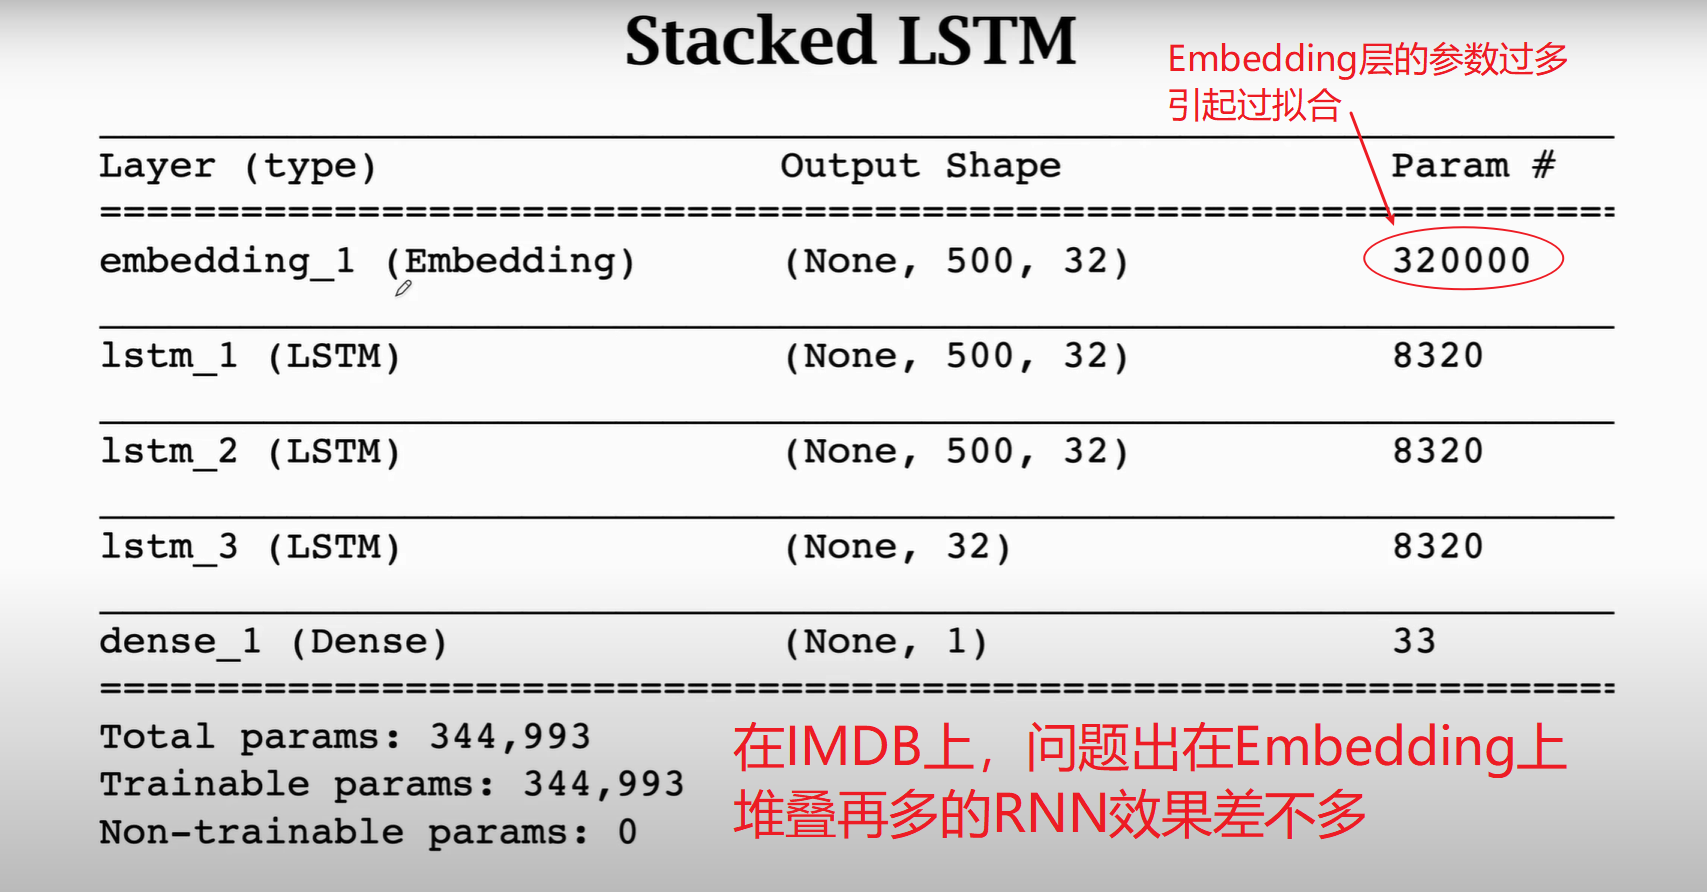 Stacked LSTM
Embedding层的参数过多
引起过拟合
Layer (type) Output Shape Param #
embedding_1 (Embedding) (None, 500, 32) 320000
lstm_1 (LSTM) (None, 500, 32) 8320
lstm_2 (LSTM) (None, 500, 32) 8320
lstm_3 (LSTM) (None, 32) 8320
dense_1 (Dense) (None, 1) 33
Total params: 344,993
Trainable params: 344,993
Non-trainable params: 0
在IMDB上，问题出在Embedding上
堆叠再多的RNN效果差不多